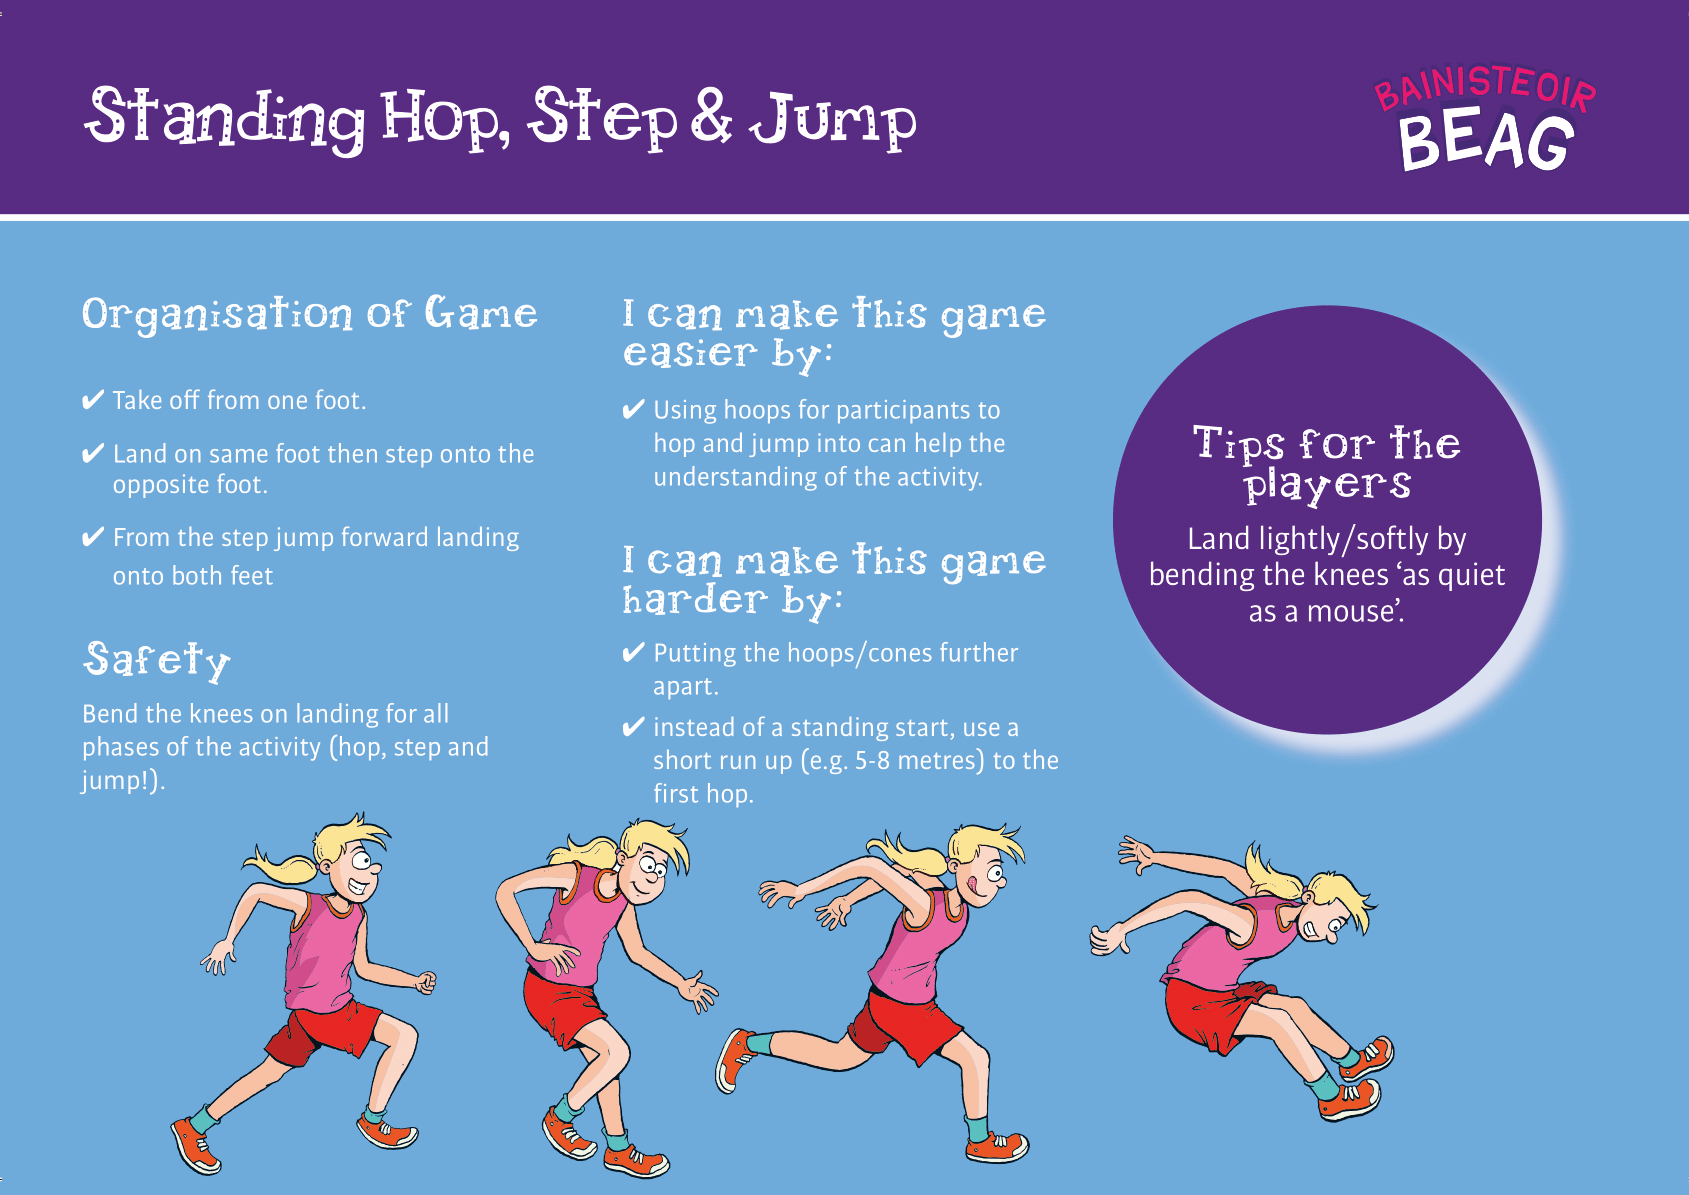 Standing Hop, Step & Jump
BAINISTEOIR
BEAG
Organisation of Game
✔ Take off from one foot.
✔ Land on same foot then step onto the
opposite foot.
✔ From the step jump forward landing
onto both feet
Safety
Bend the knees on landing for all
phases of the activity (hop, step and
jump!).
I can make this game
easier by:
✔ Using hoops for participants to
hop and jump into can help the
understanding of the activity.
I can make this game
harder by:
✔ Putting the hoops/cones further
apart.
✔ instead of a standing start, use a
short run up (e.g. 5-8 metres) to the
first hop.
Tips for the
players
Land lightly/softly by
bending the knees ‘as quiet
as a mouse’.